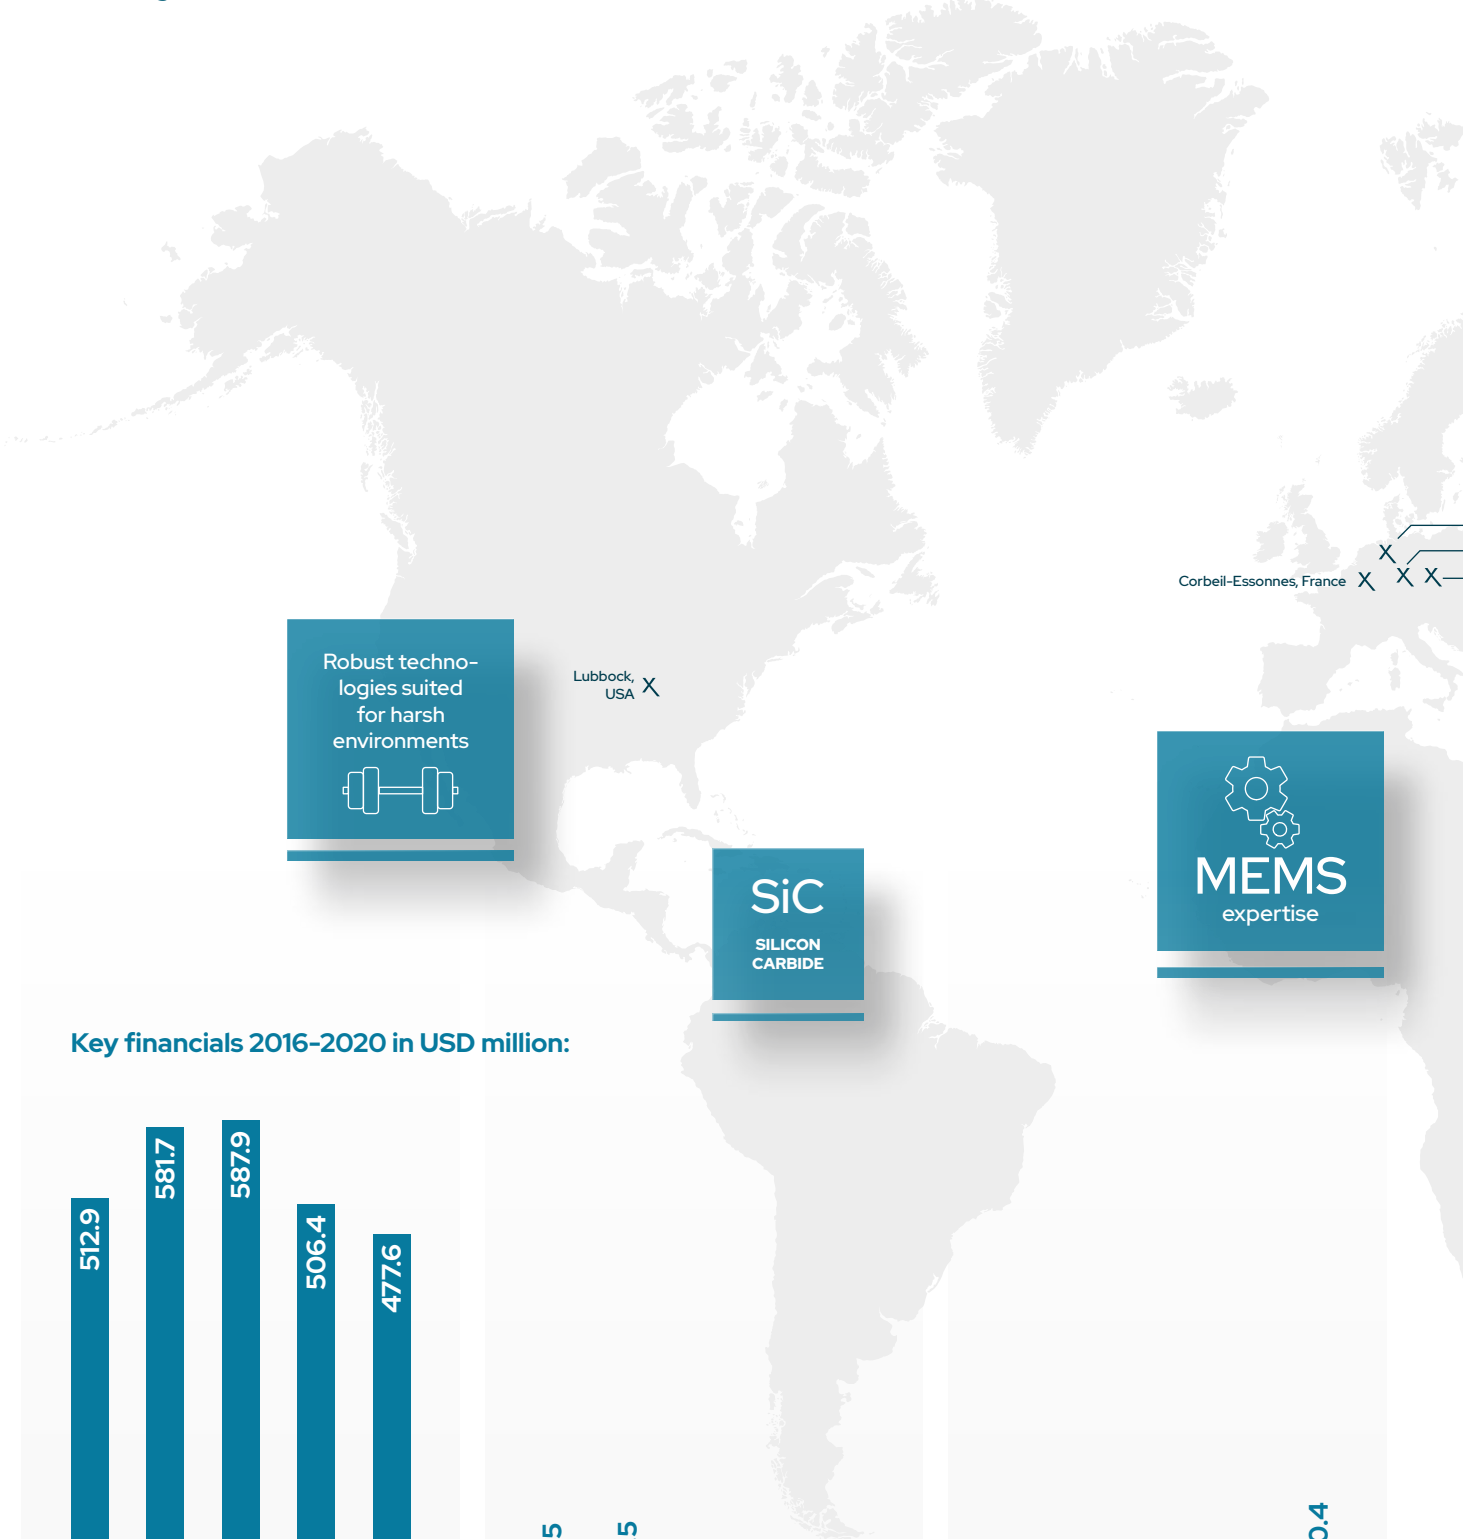 Corbeil-Essonnes, France
Robust techno-
logies suited
for harsh
environments
Lubbock,
USA
MEMS
expertise
SiC
SILICON
CARBIDE
Key financials 2016-2020 in USD million:
512.9
581.7
587.9
506.4
477.6